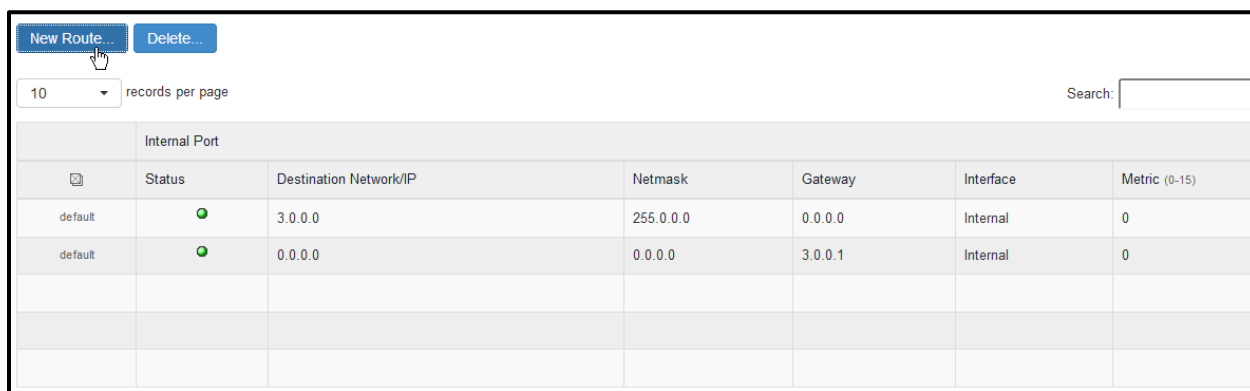 New Route... Delete...
10 records per page Search:
Internal Port
Status Destination Network/IP Netmask Gateway Interface Metric (0-15)
default 3.0.0.0 255.0.0.0 0.0.0.0 Internal 0
default 0.0.0.0 0.0.0.0 3.0.0.1 Internal 0